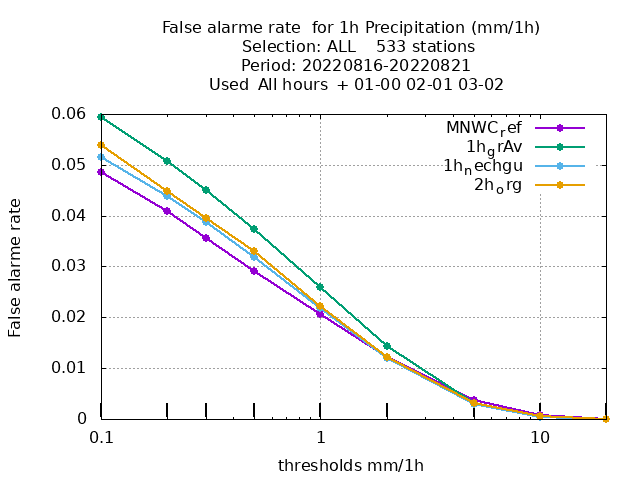 False alarme rate for 1h Precipitation (mm/1h)
Selection: ALL 533 stations
Period: 20220816-20220821
Used All hours + 01-00 02-01 03-02
MNWC_ref
1h_grAv
1h_nechgu
2h_org
0.06
0.05
0.04
0.03
0.02
0.01
0
False alarme rate
0.1 1 10
thresholds mm/1h